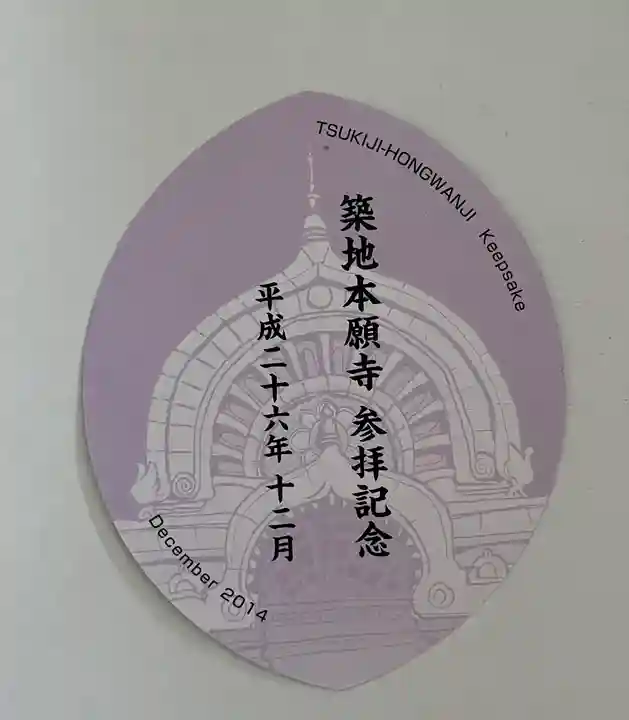 TSUKIJI-HONGWANJI Keepsake
築地本願寺 参拝記念
平成二十六年 十二月
December 2014